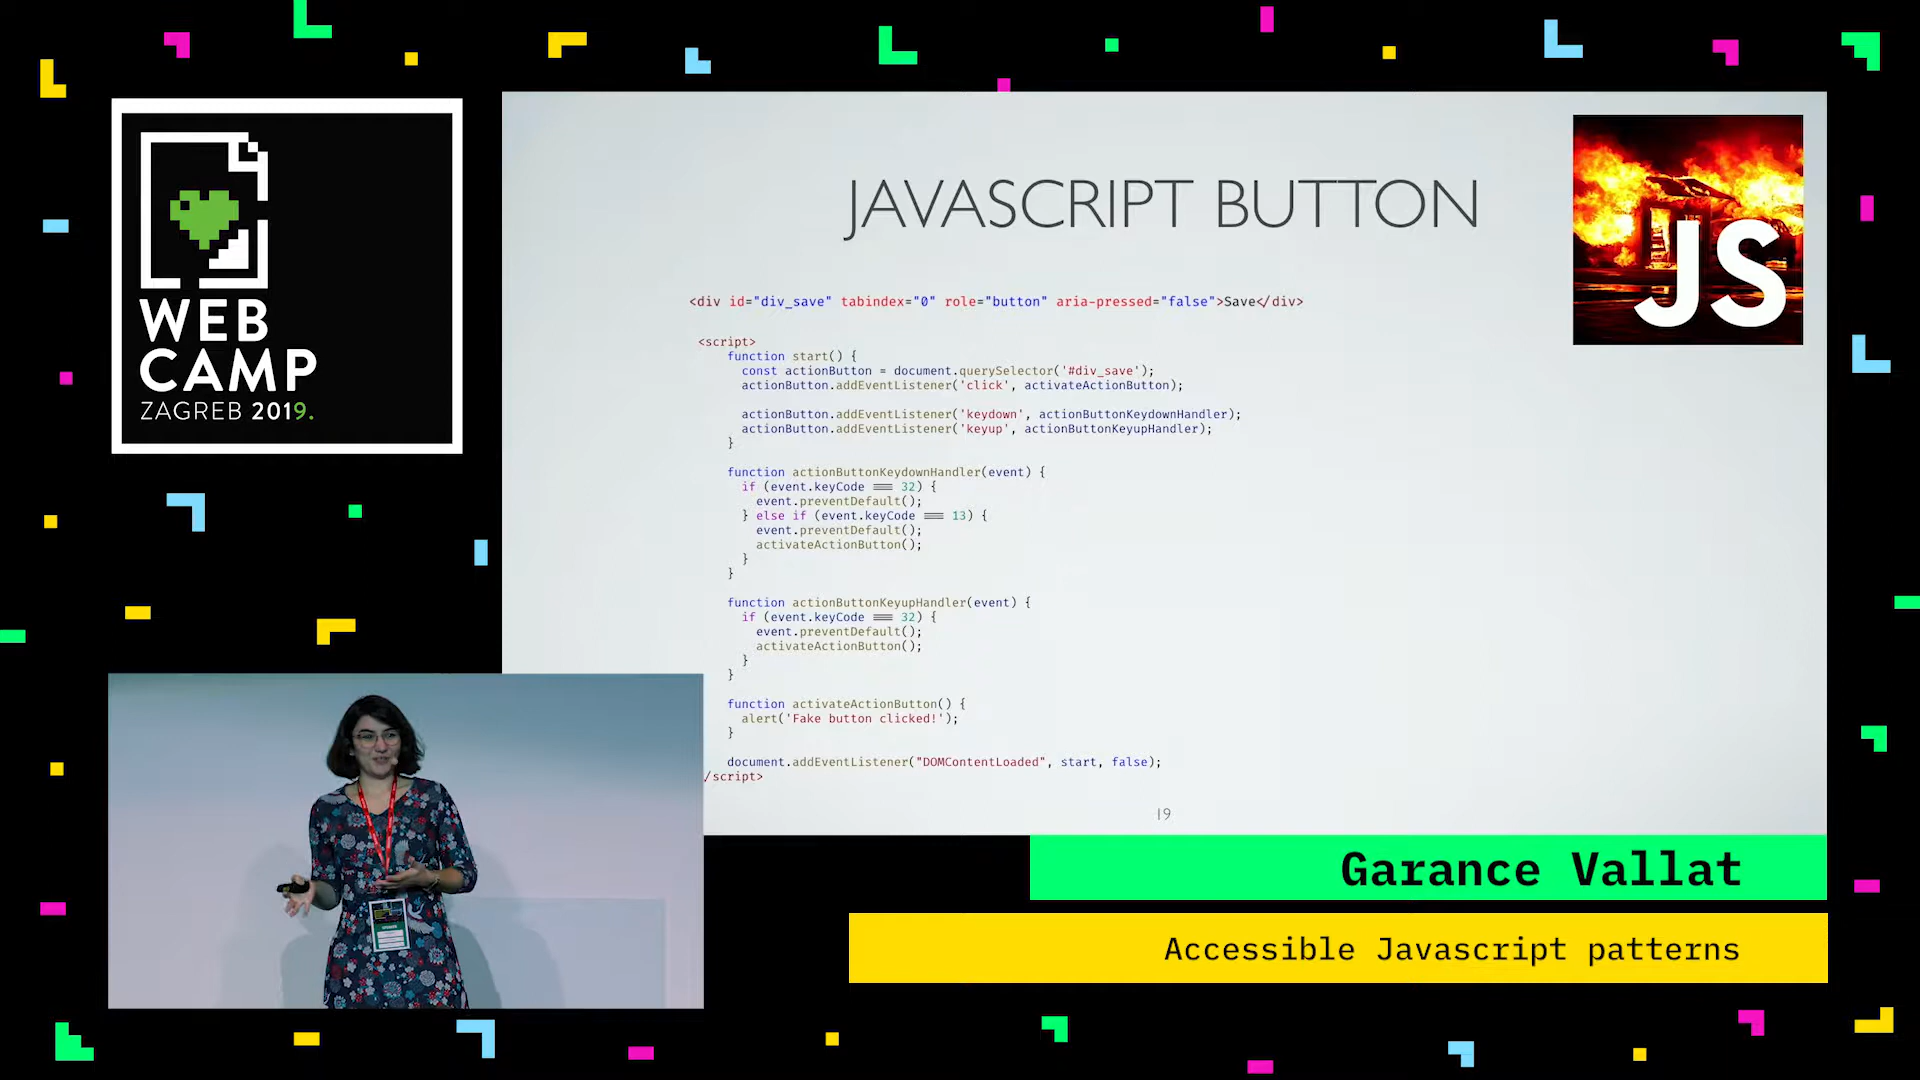 WEB
CAMP
ZAGREB 2019.
JAVASCRIPT BUTTON
JS
<div id="div_save" tabindex="0" role="button" aria-pressed="false">Save</div>
<script>
function start() {
const actionButton = document.querySelector('#div_save');
actionButton.addEventListener('click', activateActionButton);
actionButton.addEventListener('keydown', actionButtonKeydownHandler);
actionButton.addEventListener('keyup', actionButtonKeyupHandler);
}
function actionButtonKeydownHandler(event) {
if (event.keyCode === 32) {
event.preventDefault();
} else if (event.keyCode === 13) {
event.preventDefault();
activateActionButton();
}
}
function actionButtonKeyupHandler(event) {
if (event.keyCode === 32) {
event.preventDefault();
activateActionButton();
}
}
function activateActionButton() {
alert('Fake button clicked!');
}
document.addEventListener("DOMContentLoaded", start, false);
/script>
19
Garance Vallat
Accessible Javascript patterns